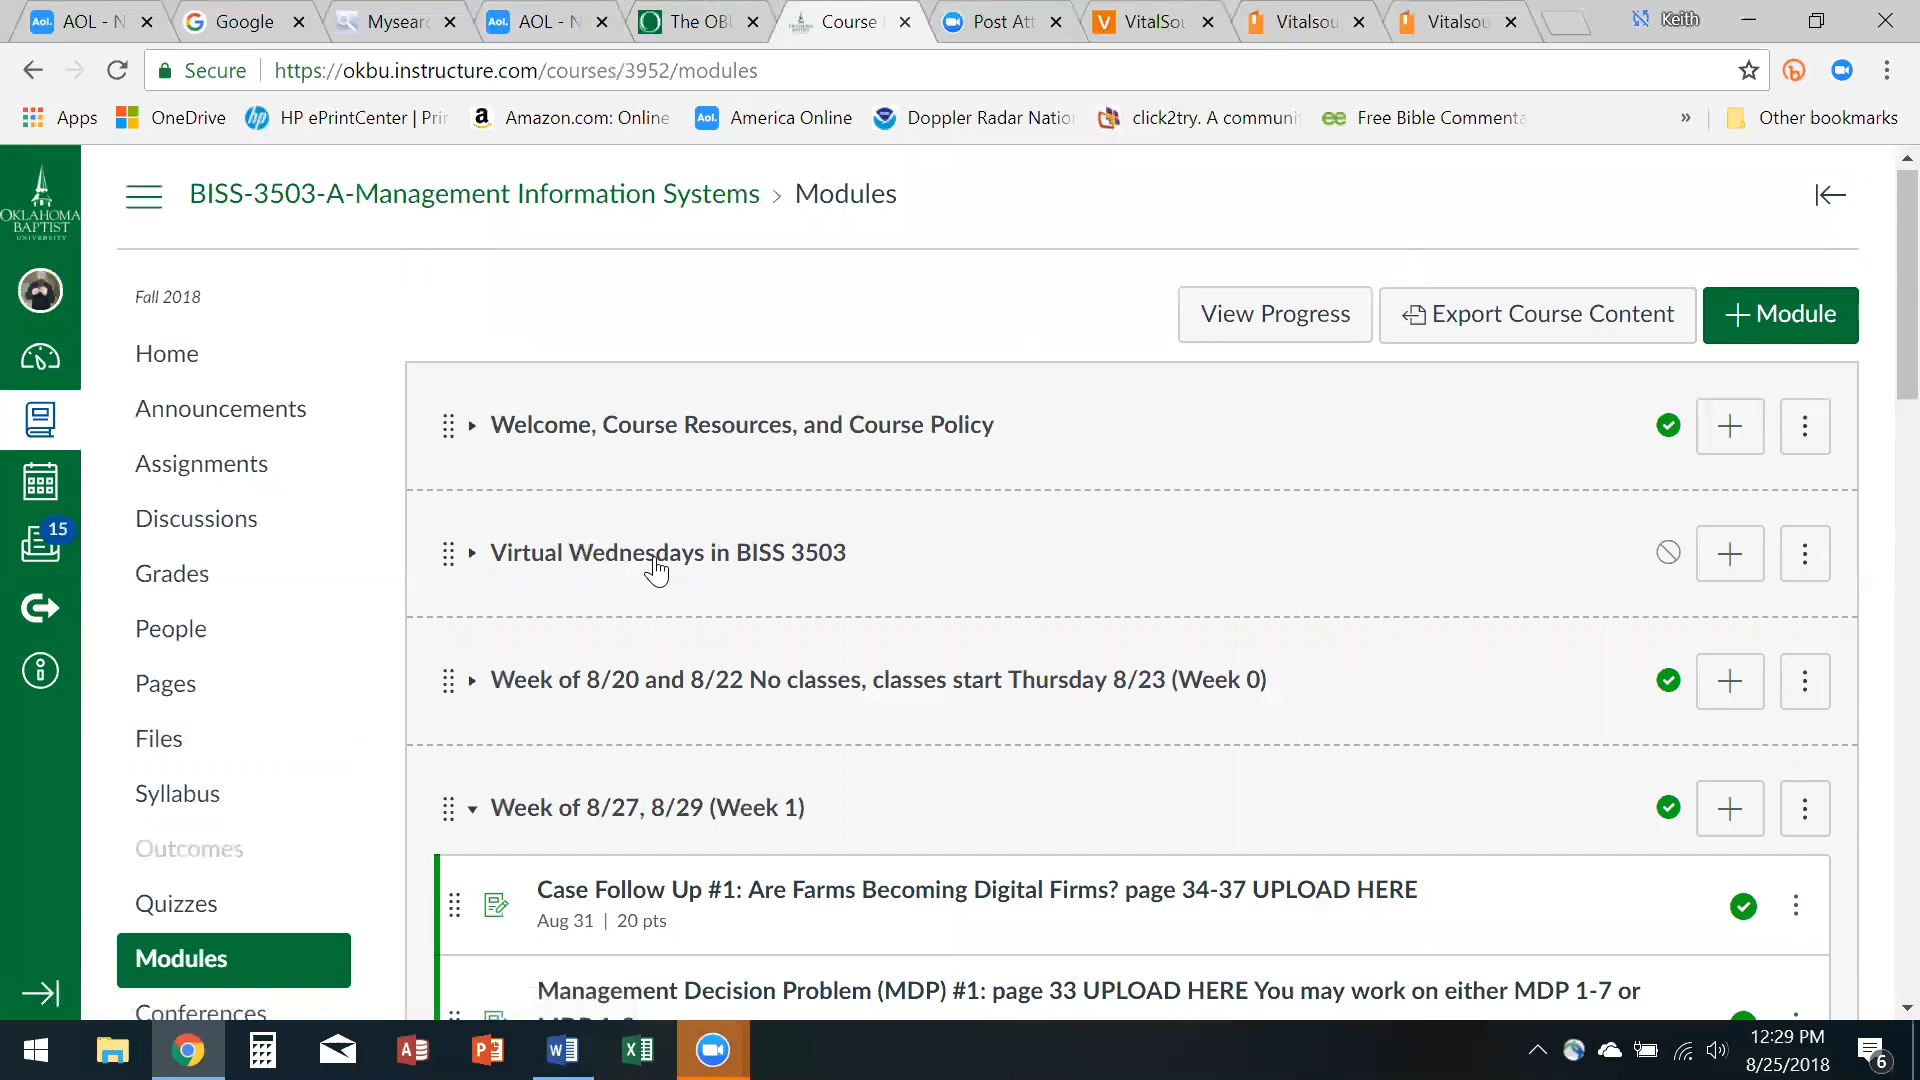 AOL - N
Google
Mysearc
AOL - N
The OBU
Course
Post Att
VitalSou
Vitalsou
Vitalsou
Keith
Secure
https://okbu.instructure.com/courses/3952/modules
Apps
OneDrive
HP ePrintCenter | Prin
Amazon.com: Online
America Online
Doppler Radar Natio
click2try. A communi
Free Bible Commenta
»
Other bookmarks
OKLAHOMA
BAPTIST
UNIVERSITY
BISS-3503-A-Management Information Systems > Modules
Fall 2018
View Progress
Export Course Content
+ Module
Home
Announcements
Assignments
Discussions
Grades
People
Pages
Files
Syllabus
Outcomes
Quizzes
Modules
Conferences
15
Welcome, Course Resources, and Course Policy
Virtual Wednesdays in BISS 3503
Week of 8/20 and 8/22 No classes, classes start Thursday 8/23 (Week 0)
Week of 8/27, 8/29 (Week 1)
Case Follow Up #1: Are Farms Becoming Digital Firms? page 34-37 UPLOAD HERE
Aug 31 | 20 pts
Management Decision Problem (MDP) #1: page 33 UPLOAD HERE You may work on either MDP 1-7 or
12:29 PM
8/25/2018
6